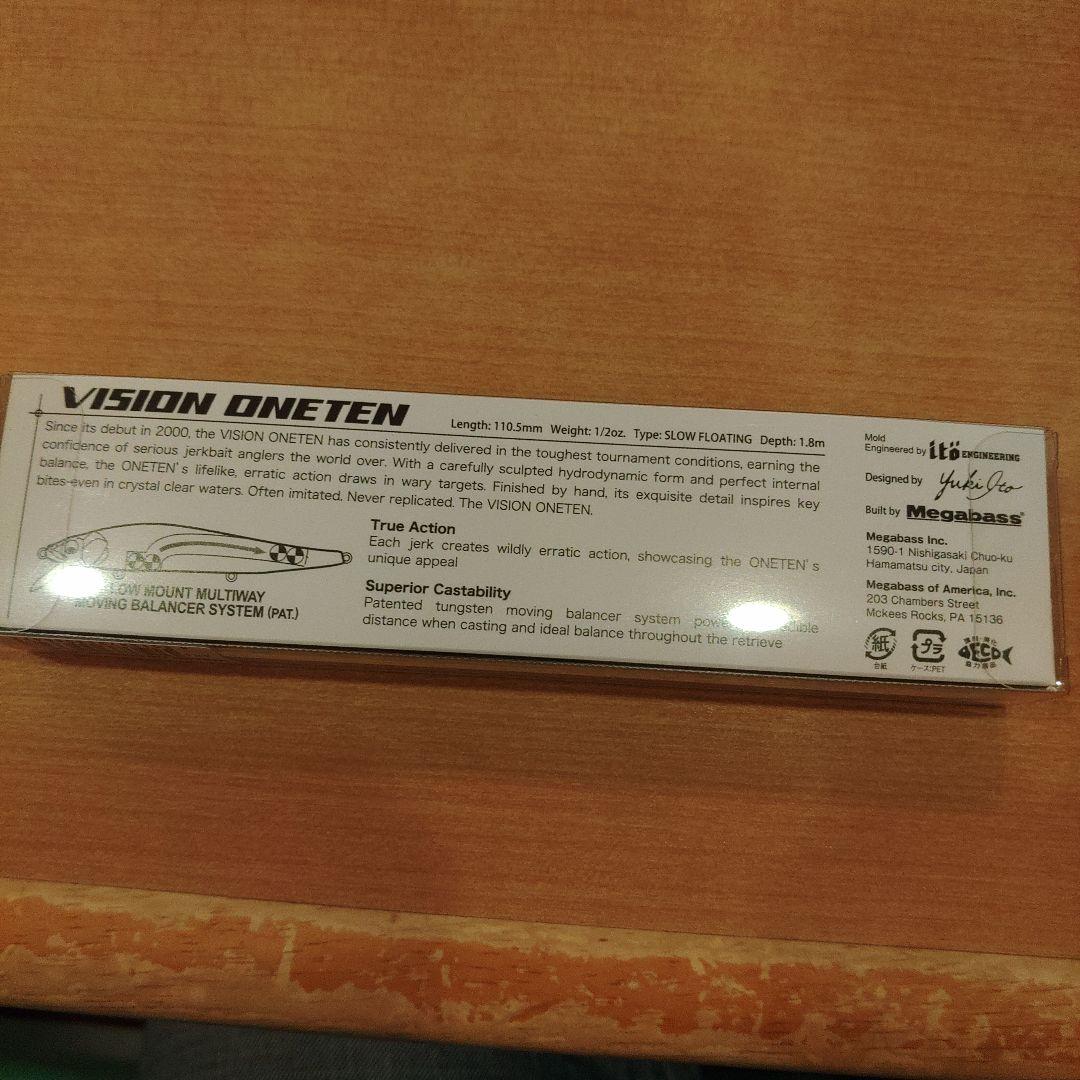 VISION ONETEN
Length: 110.5mm Weight: 1/2oz. Type: SLOW FLOATING Depth: 1.8m
Since its debut in 2000, the VISION ONETEN has consistently delivered in the toughest tournament conditions, earning the
confidence of serious jerkbait anglers the world over. With a carefully sculpted hydrodynamic form and perfect internal
balance, the ONETEN's lifelike, erratic action draws in wary targets. Finished by hand, its exquisite detail inspires key
bites-even in crystal clear waters. Often imitated. Never replicated. The VISION ONETEN.
MOUNT MULTIWAY
MOVING BALANCER SYSTEM (PAT.)
True Action
Each jerk creates wildly erratic action, showcasing the ONETEN's
unique appeal
Superior Castability
Patented tungsten moving balancer system
distance when casting and ideal balance throughout the retrieve
Mold
Engineered by itö ENGINEERING
Designed by Yuki Ito
Built by Megabass
Megabass Inc.
1590-1 Nishigasaki Chuo-ku
Hamamatsu city, Japan
Megabass of America, Inc.
203 Chambers Street
Mckees Rocks, PA 15136
紙
台紙
プラ
ケース:PET
ECO